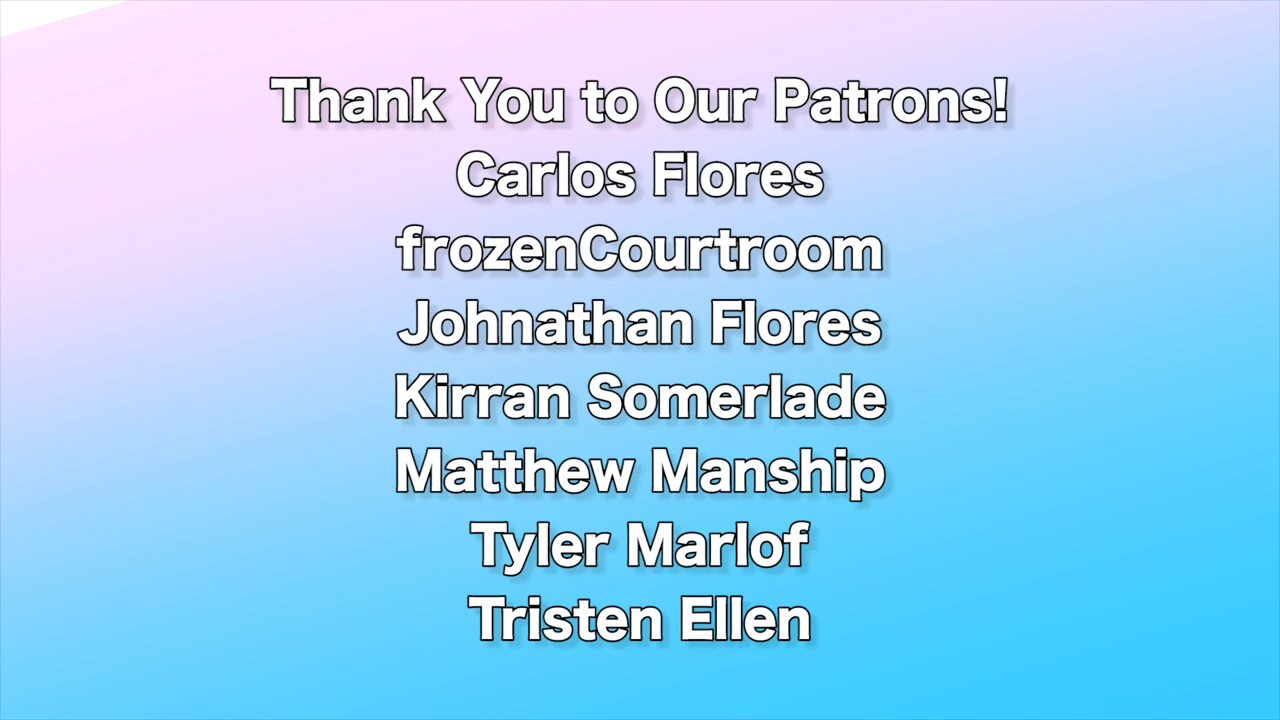 Thank You to Our Patrons!
Carlos Flores
frozenCourtroom
Johnathan Flores
Kirran Somerlade
Matthew Manship
Tyler Marlof
Tristen Ellen